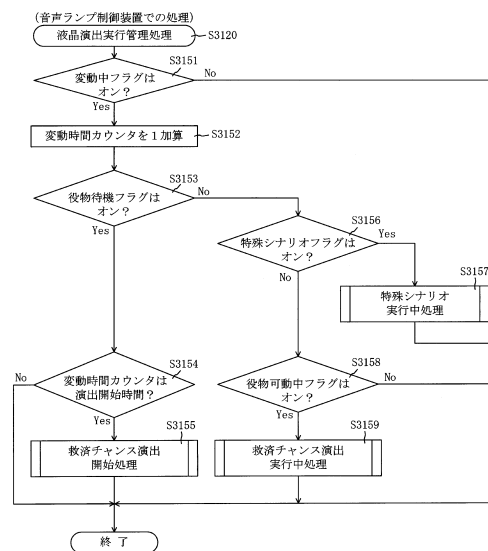 (音声ランプ制御装置での処理)
液晶演出実行管理処理
S3120
S3151
変動中フラグは
オン?
No
Yes
変動時間カウンタを1加算
S3152
S3153
役物待機フラグは
オン?
No
Yes
S3156
特殊シナリオフラグは
オン?
Yes
No
S3157
特殊シナリオ
実行中処理
S3154
変動時間カウンタは
演出開始時間?
No
Yes
S3158
役物可動中フラグは
オン?
No
Yes
S3155
救済チャンス演出
開始処理
S3159
救済チャンス演出
実行中処理
終了